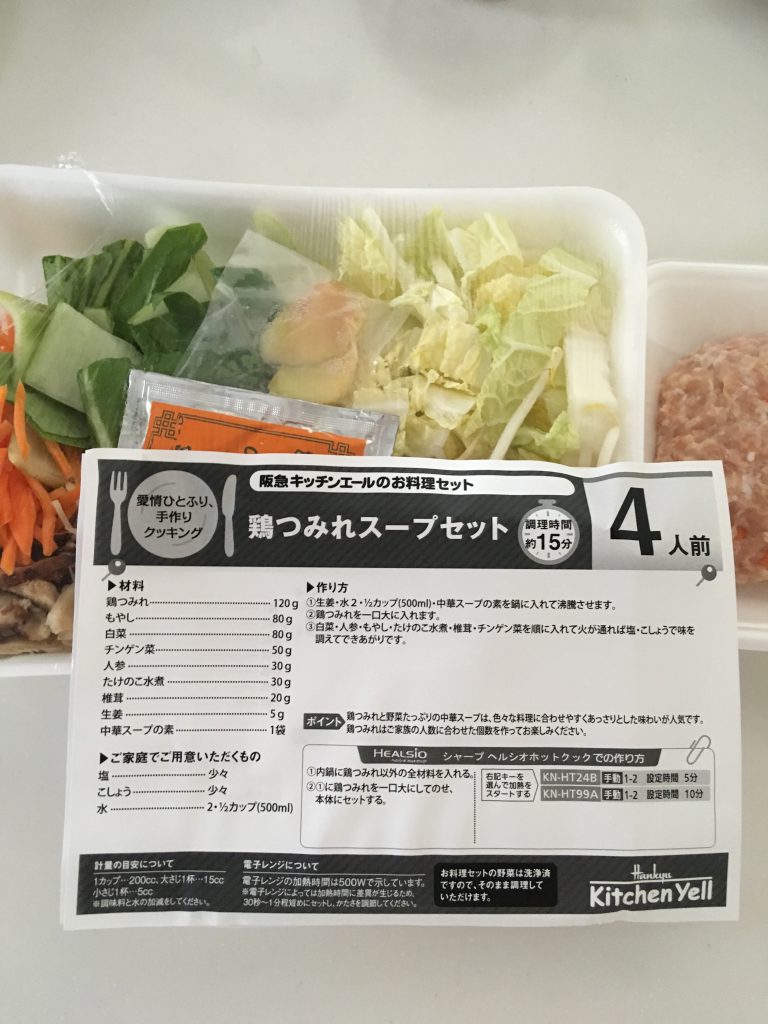 阪急キッチンエールのお料理セット
愛情ひとふり、
手作り
クッキング
鶏つみれスープセット
調理時間
約15分
4人前
▶材料
鶏つみれ 120g
もやし 80g
白菜 80g
チンゲン菜 50g
人参 30g
たけのこ水煮 30g
椎茸 20g
生姜 5g
中華スープの素 1袋
▶ご家庭でご用意いただくもの
塩 少々
こしょう 少々
水 2・½カップ(500ml)
▶作り方
①生姜・水2・½カップ(500ml)・中華スープの素を鍋に入れて沸騰させます。
②鶏つみれを一口大に入れます。
③白菜・人参・もやし・たけのこ水煮・椎茸・チンゲン菜を順に入れて火が通れば塩・こしょうで味を
調えてできあがりです。
ポイント
鶏つみれと野菜たっぷりの中華スープは、色々な料理に合わせやすくあっさりとした味わいが人気です。
鶏つみれはご家族の人数に合わせた個数を作ってお楽しみください。
HEALSIO シャープ ヘルシオホットクックでの作り方
ヘルシオ ホットクック
①内鍋に鶏つみれ以外の全材料を入れる。
②①に鶏つみれを一口大にしてのせ、
本体にセットする。
右記キーを
選んで加熱を
スタートする
KN-HT24B 手動 1-2 設定時間 5分
KN-HT99A 手動 1-2 設定時間 10分
計量の目安について
1カップ…200cc、大さじ1杯…15cc
小さじ1杯…5cc
※調味料と水の加減をしてください。
電子レンジについて
電子レンジの加熱時間は500Wで示しています。
※電子レンジによっては加熱時間に差異が生じるため、
30秒〜1分程短めにセットし、かたさを調節してください。
お料理セットの野菜は洗浄済
ですので、そのまま調理して
いただけます。
Hankyu
Kitchen Yell